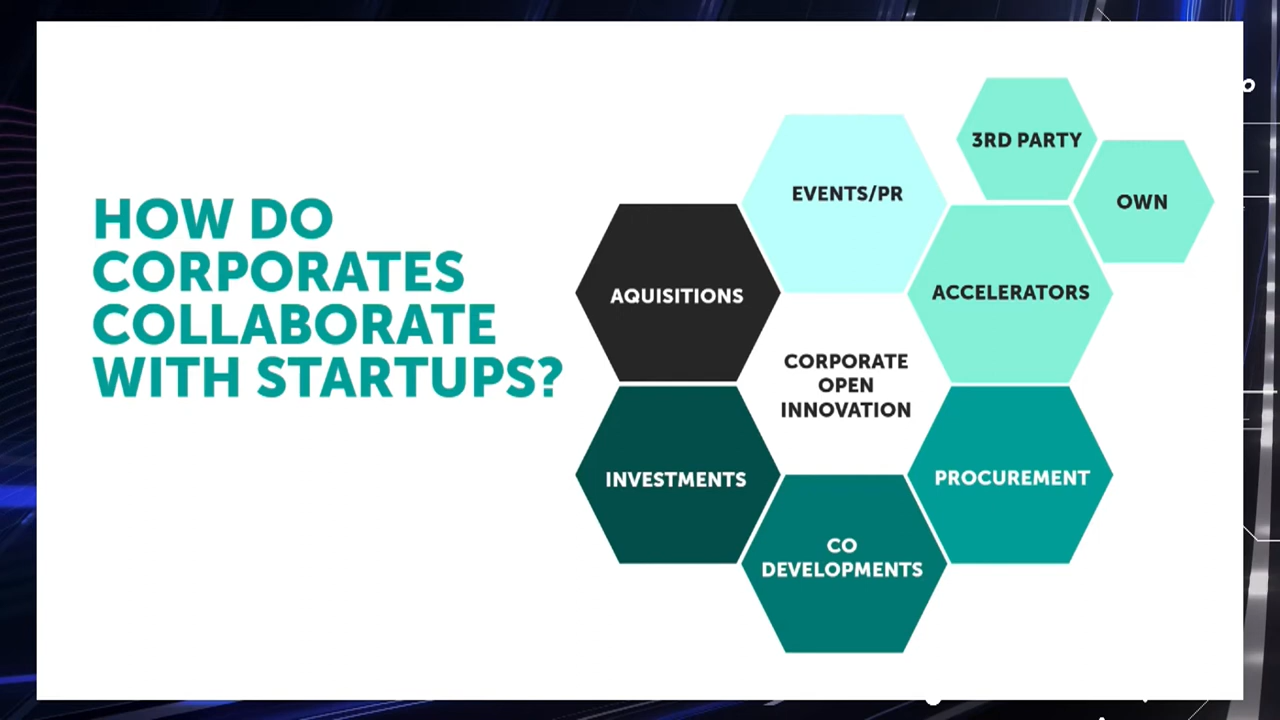 HOW DO
CORPORATES
COLLABORATE
WITH STARTUPS?
3RD PARTY
OWN
EVENTS/PR
ACCELERATORS
AQUISITIONS
CORPORATE
OPEN
INNOVATION
INVESTMENTS
PROCUREMENT
CO
DEVELOPMENTS